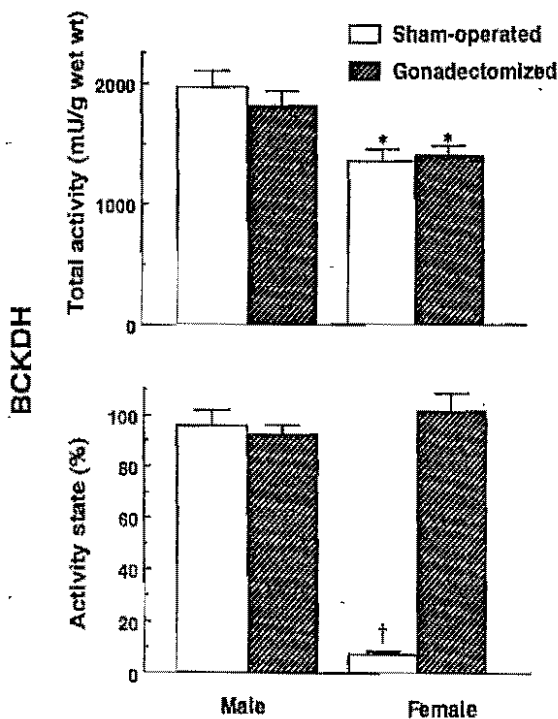 Sham-operated
Gonadectomized
BCKDH
Total activity (mU/g wet wt)
2000
1000
0
* *
Activity state (%)
100
80
60
40
20
0
†
Male Female